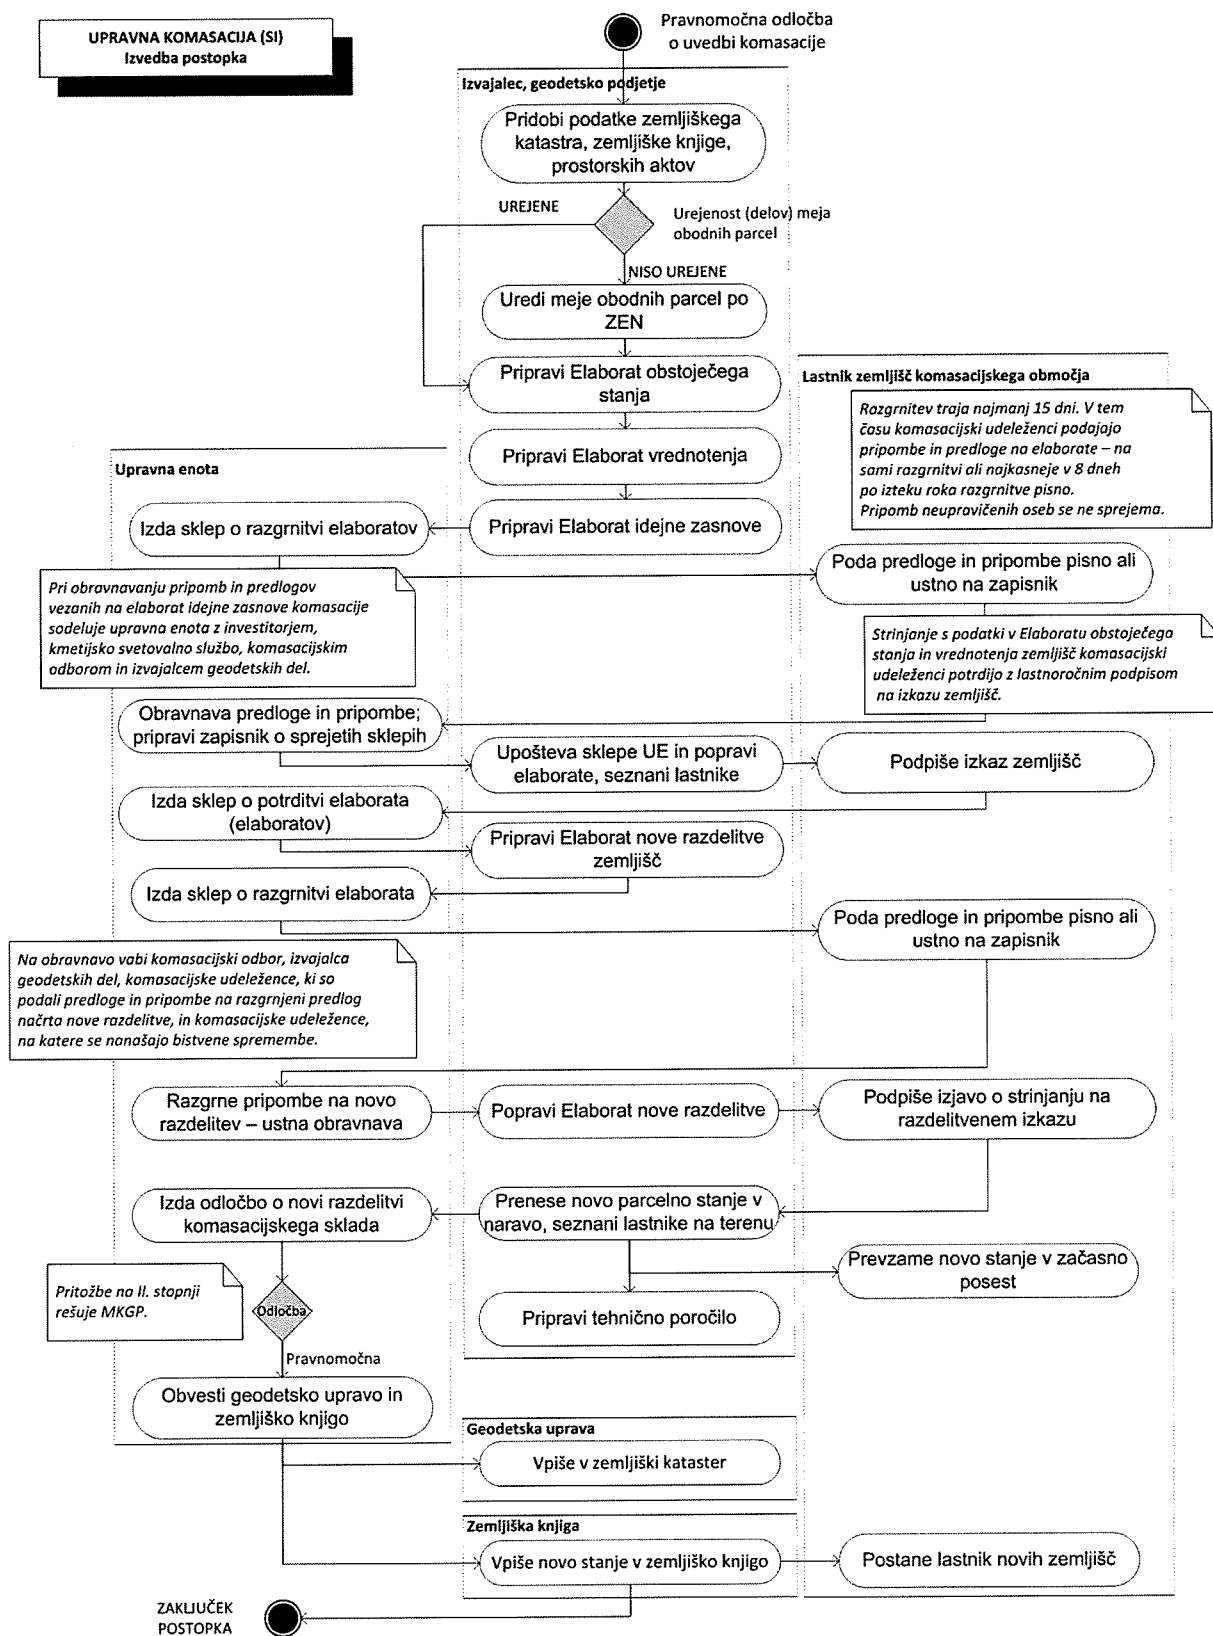 UPRAVNA KOMASACIJA (SI)
Izvedba postopka
Pravnomočna odločba
o uvedbi komasacije
Izvajalec, geodetsko podjetje
Pridobi podatke zemljiškega
katastra, zemljiške knjige,
prostorskih aktov
UREJENE
Urejenost (delov) meja
obodnih parcel
NISO UREJENE
Uredi meje obodnih parcel po
ZEN
Pripravi Elaborat obstoječega
stanja
Lastnik zemljišč komasacijskega območja
Razgrnitev traja najmanj 15 dni. V tem
času komasacijski udeleženci podajajo
pripombe in predloge na elaborate – na
sami razgrnitvi ali najkasneje v 8 dneh
po izteku roka razgrnitve pisno.
Pripomb neupravičenih oseb se ne sprejema.
Pripravi Elaborat vrednotenja
Upravna enota
Izda sklep o razgrnitvi elaboratov
Pripravi Elaborat idejne zasnove
Poda predloge in pripombe pisno ali
ustno na zapisnik
Pri obravnavanju pripomb in predlogov
vezanih na elaborat idejne zasnove komasacije
sodeluje upravna enota z investitorjem,
kmetijsko svetovalno službo, komasacijskim
odborom in izvajalcem geodetskih del.
Strinjanje s podatki v Elaboratu obstoječega
stanja in vrednotenja zemljišč komasacijski
udeleženci potrdijo z lastnoročnim podpisom
na izkazu zemljišč.
Obravnava predloge in pripombe;
pripravi zapisnik o sprejetih sklepih
Upošteva sklepe UE in popravi
elaborate, seznani lastnike
Podpiše izkaz zemljišč
Izda sklep o potrditvi elaborata
(elaboratov)
Pripravi Elaborat nove razdelitve
zemljišč
Izda sklep o razgrnitvi elaborata
Poda predloge in pripombe pisno ali
ustno na zapisnik
Na obravnavo vabi komasacijski odbor, izvajalca
geodetskih del, komasacijske udeležence, ki so
podali predloge in pripombe na razgrnjeni predlog
načrta nove razdelitve, in komasacijske udeležence,
na katere se nanašajo bistvene spremembe.
Razgrne pripombe na novo
razdelitev – ustna obravnava
Popravi Elaborat nove razdelitve
Podpiše izjavo o strinjanju na
razdelitvenem izkazu
Izda odločbo o novi razdelitvi
komasacijskega sklada
Prenese novo parcelno stanje v
naravo, seznani lastnike na terenu
Prevzame novo stanje v začasno
posest
Pritožbe na II. stopnji
rešuje MKGP.
Odločba
Pripravi tehnično poročilo
Pravnomočna
Obvesti geodetsko upravo in
zemljiško knjigo
Geodetska uprava
Vpiše v zemljiški kataster
Zemljiška knjiga
Vpiše novo stanje v zemljiško knjigo
Postane lastnik novih zemljišč
ZAKLJUČEK
POSTOPKA